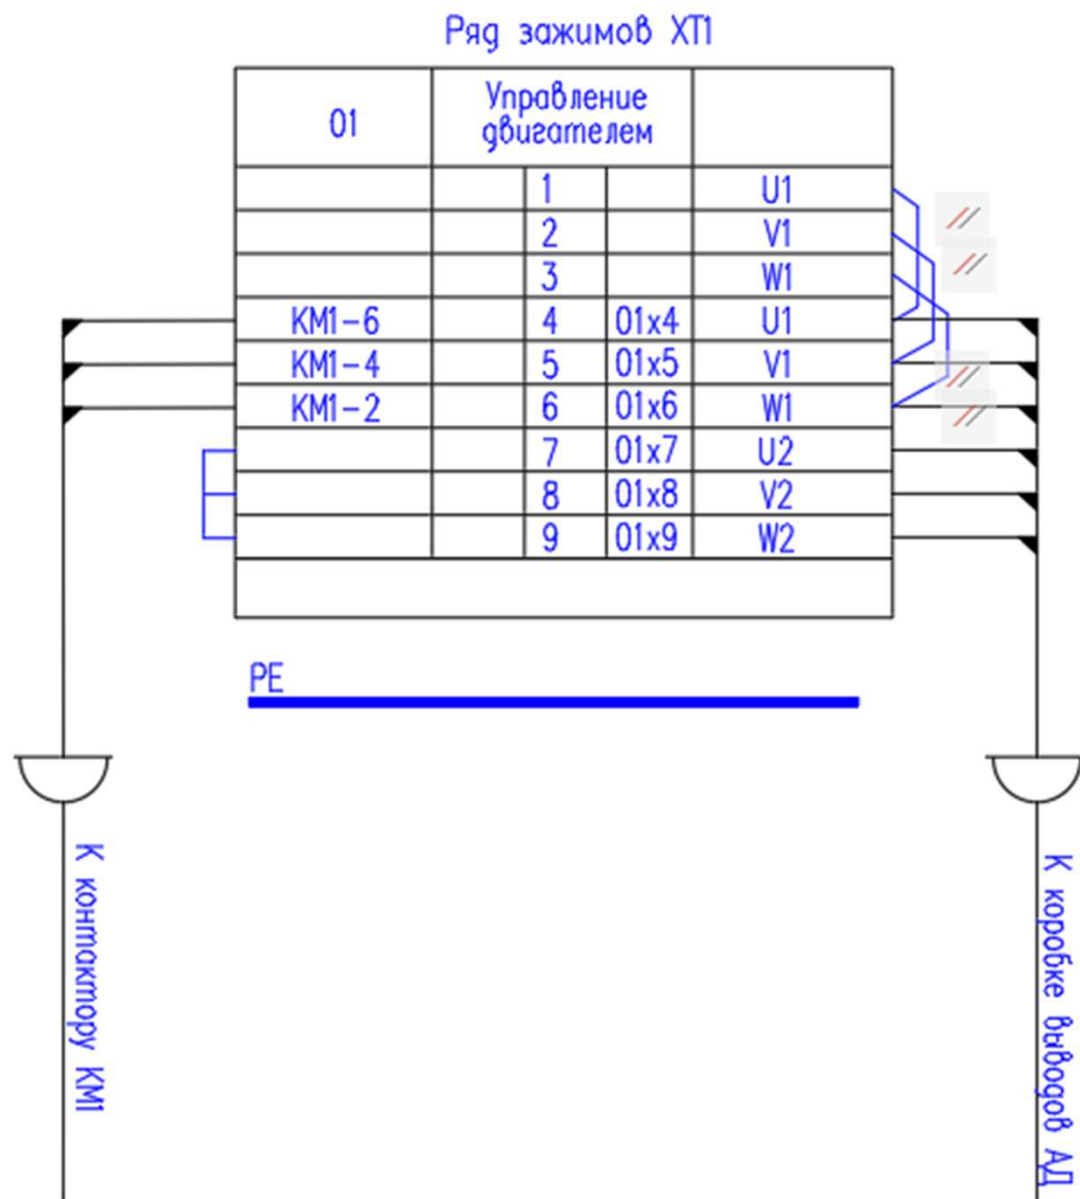 Ряд зажимов XT1
01 Управление
двигателем
1 U1
2 V1
3 W1
KM1-6 4 01x4 U1
KM1-4 5 01x5 V1
KM1-2 6 01x6 W1
7 01x7 U2
8 01x8 V2
9 01x9 W2
PE
К контактору КМ1
К коробке выводов АД